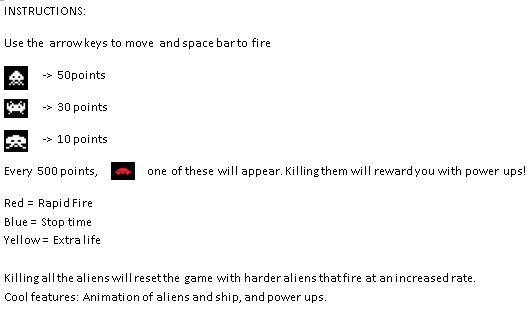 INSTRUCTIONS:
Use the arrow keys to move and space bar to fire
-> 50points
-> 30 points
-> 10 points
Every 500 points, one of these will appear. Killing them will reward you with power ups!
Red = Rapid Fire
Blue = Stop time
Yellow = Extra life
Killing all the aliens will reset the game with harder aliens that fire at an increased rate.
Cool features: Animation of aliens and ship, and power ups.